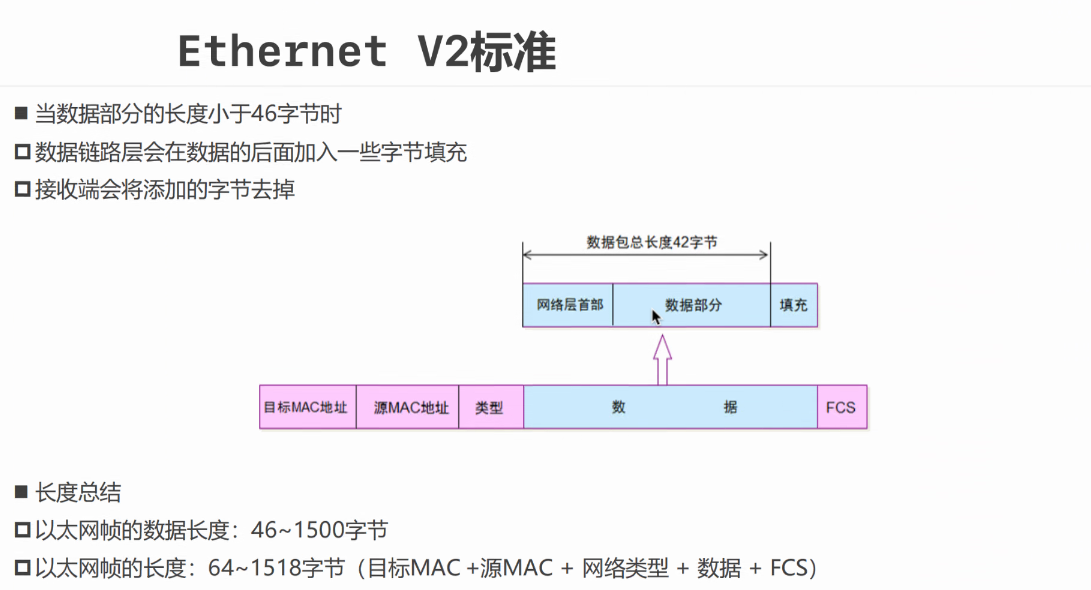 Ethernet V2标准
当数据部分的长度小于46字节时
数据链路层会在数据的后面加入一些字节填充
接收端会将添加的字节去掉
数据包总长度42字节
网络层首部 数据部分 填充
目标MAC地址 源MAC地址 类型 数 据 FCS
长度总结
以太网帧的数据长度：46~1500字节
以太网帧的长度：64~1518字节（目标MAC +源MAC + 网络类型 + 数据 + FCS）